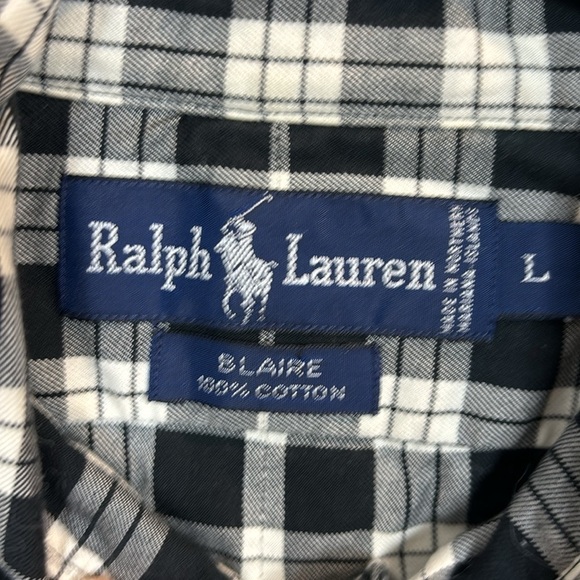 Ralph Lauren
MADE IN NORTHERN
MARIANA ISLANDS
L
BLAIRE
100% COTTON